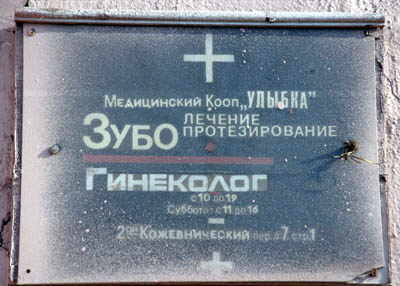 Медицинский Кооп. „УЛЫБКА"
ЗУБО ЛЕЧЕНИЕ
ПРОТЕЗИРОВАНИЕ
ГИНЕКОЛОГ
с 10 до 19
Суббота с 11 до 16
2ой Кожевнический пер. д 7 стр. 1